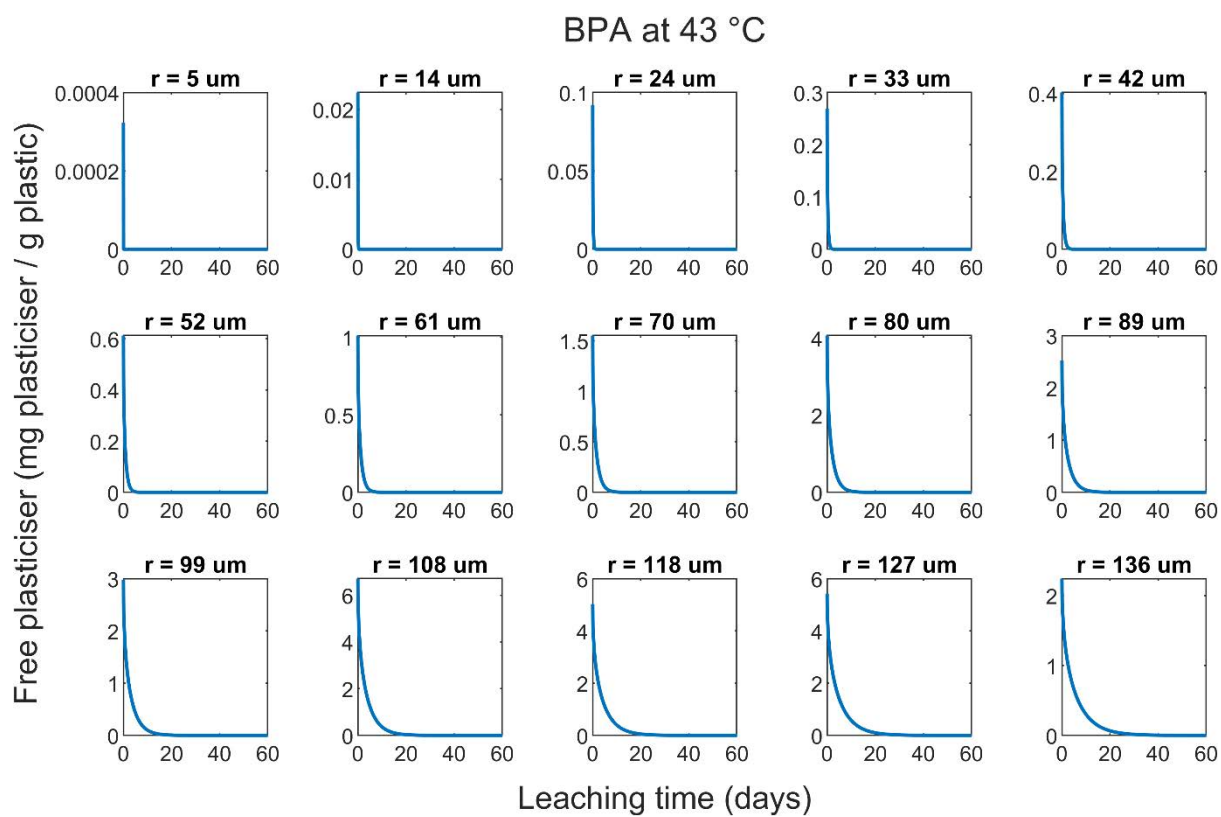 BPA at 43 °C
Free plasticiser (mg plasticiser / g plastic)
r = 5 um
0.0004
0.0002
0
0 20 40 60
r = 14 um
0.02
0.01
0
0 20 40 60
r = 24 um
0.1
0.05
0
0 20 40 60
r = 33 um
0.3
0.2
0.1
0
0 20 40 60
r = 42 um
0.4
0.2
0
0 20 40 60
r = 52 um
0.6
0.4
0.2
0
0 20 40 60
r = 61 um
1
0.5
0
0 20 40 60
r = 70 um
1.5
1
0.5
0
0 20 40 60
r = 80 um
4
2
0
0 20 40 60
r = 89 um
3
2
1
0
0 20 40 60
r = 99 um
3
2
1
0
0 20 40 60
r = 108 um
6
4
2
0
0 20 40 60
r = 118 um
6
4
2
0
0 20 40 60
r = 127 um
6
4
2
0
0 20 40 60
r = 136 um
2
1
0
0 20 40 60
Leaching time (days)